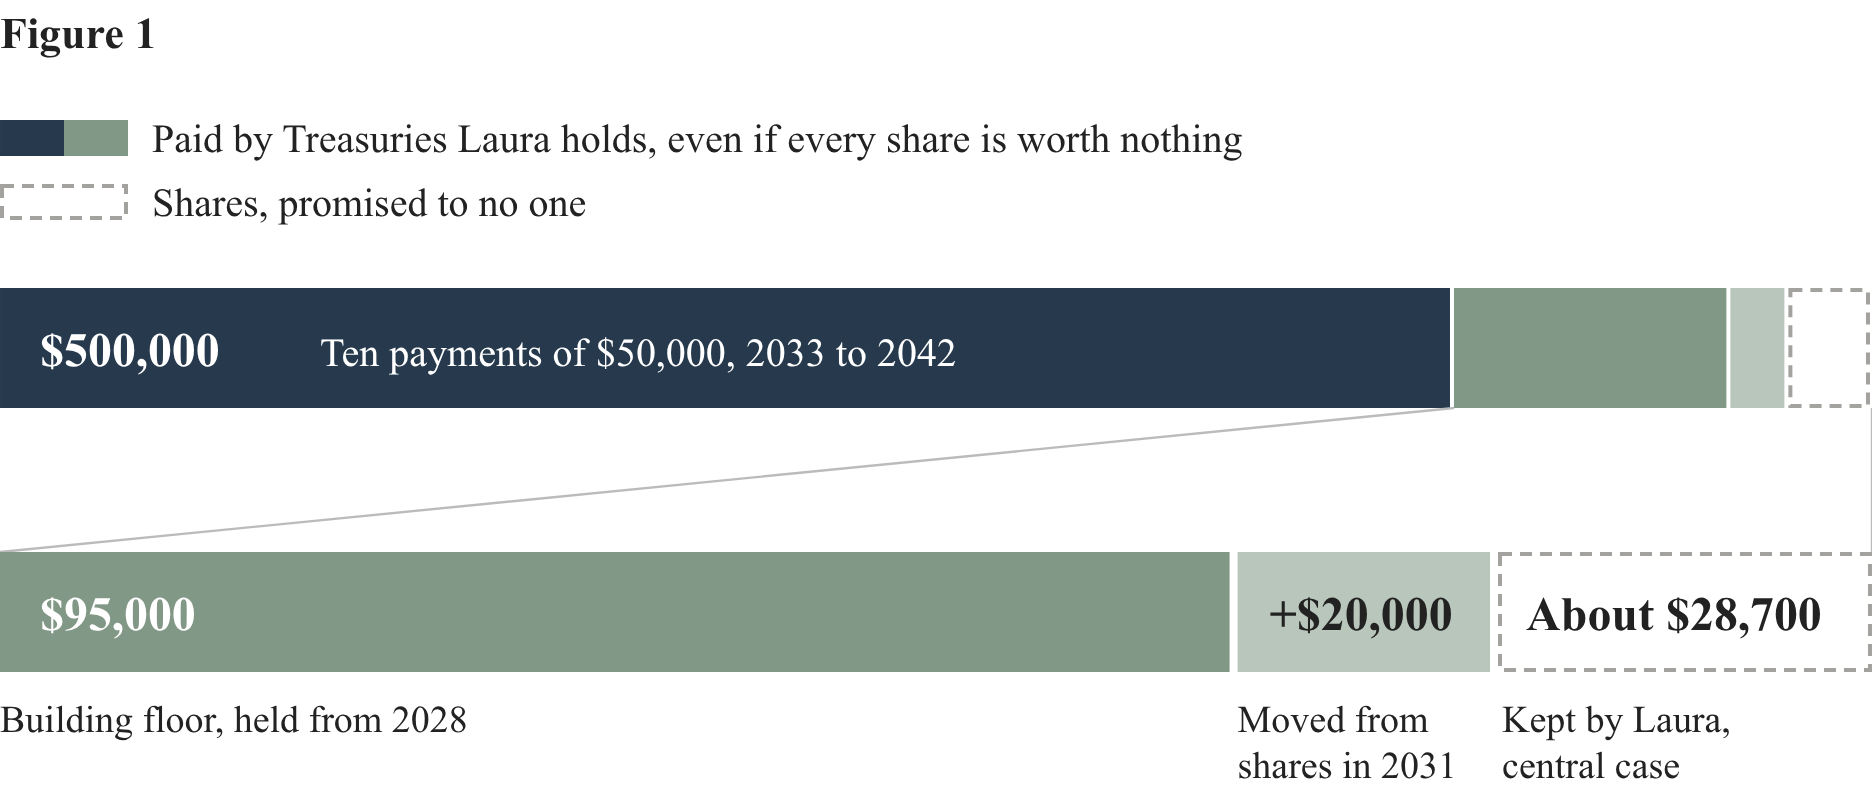 Figure 1
Paid by Treasuries Laura holds, even if every share is worth nothing
Shares, promised to no one
$500,000 Ten payments of $50,000, 2033 to 2042
$95,000
+$20,000
About $28,700
Building floor, held from 2028
Moved from
shares in 2031
Kept by Laura,
central case